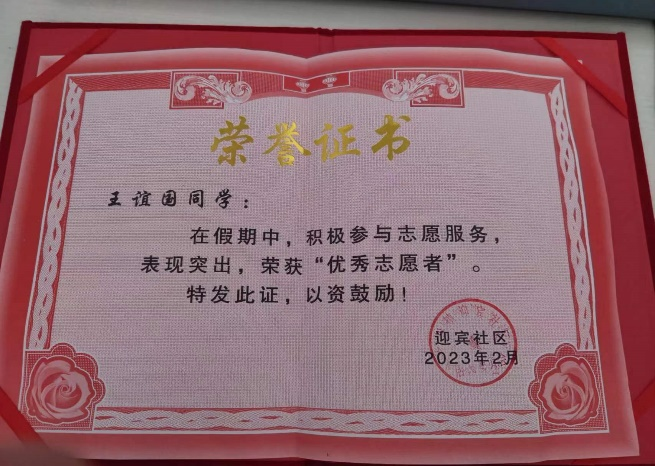 荣誉证书
王谊国同学：
在假期中，积极参与志愿服务，
表现突出，荣获“优秀志愿者”。
特发此证，以资鼓励！
迎宾社区
2023年2月